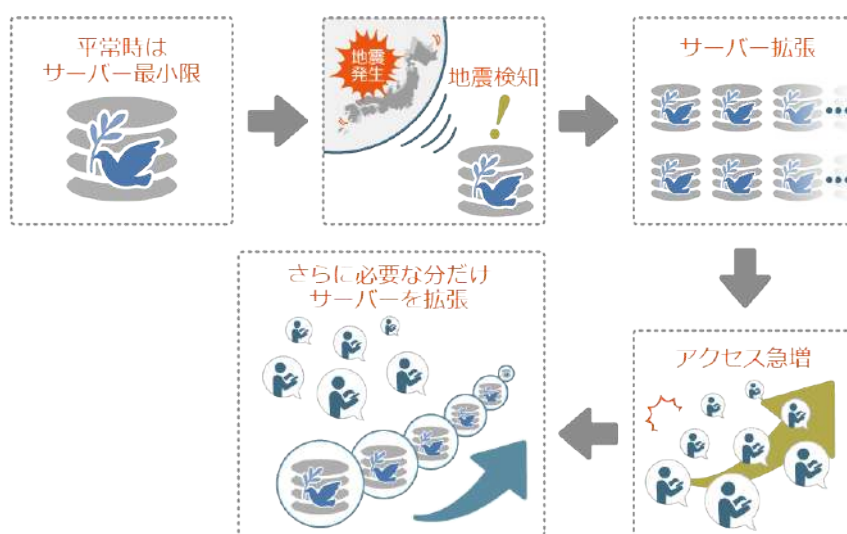 平常時は
サーバー最小限
地震
発生
地震検知
サーバー拡張
アクセス急増
さらに必要な分だけ
サーバーを拡張